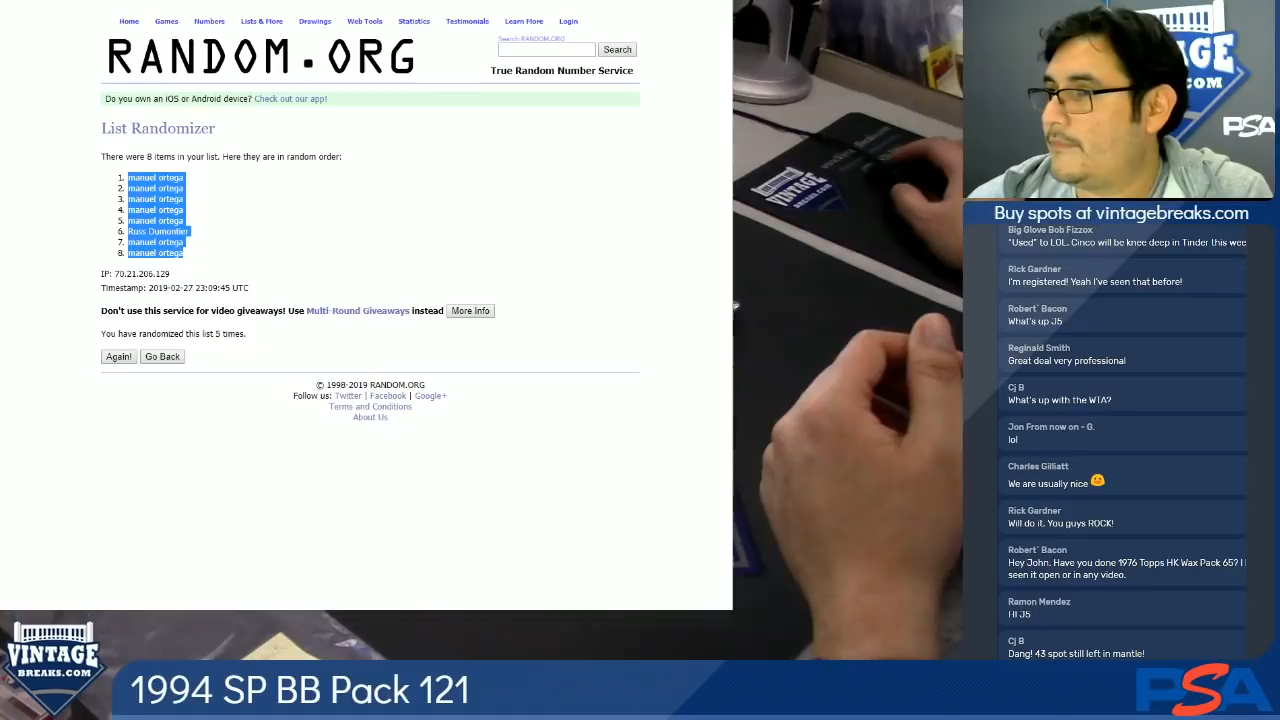 Home Games Numbers Lists & More Drawings Web Tools Statistics Testimonials Learn More Login
RANDOM.ORG
Search RANDOM.ORG
Search
True Random Number Service
Do you own an iOS or Android device? Check out our app!
List Randomizer
There were 8 items in your list. Here they are in random order:
1. manuel ortega
2. manuel ortega
3. manuel ortega
4. manuel ortega
5. manuel ortega
6. Russ Dumontier
7. manuel ortega
8. manuel ortega
IP: 70.21.206.129
Timestamp: 2019-02-27 23:09:45 UTC
Don't use this service for video giveaways! Use Multi-Round Giveaways instead More Info
You have randomized this list 5 times.
Again! Go Back
© 1998-2019 RANDOM.ORG
Follow us: Twitter | Facebook | Google+
Terms and Conditions
About Us
VINTAGE
PSA
Buy spots at vintagebreaks.com
Big Glove Bob Fizzox
"Used" to LOL. Cinco will be knee deep in Tinder this wee
Rick Gardner
I'm registered! Yeah I've seen that before!
Robert` Bacon
What's up J5
Reginald Smith
Great deal very professional
Cj B
What's up with the WTA?
Jon From now on - G.
lol
Charles Gilliatt
We are usually nice
Rick Gardner
Will do it. You guys ROCK!
Robert` Bacon
Hey John. Have you done 1976 Topps HK Wax Pack 65? I
seen it open or in any video.
Ramon Mendez
HI J5
Cj B
Dang! 43 spot still left in mantle!
VINTAGE
BREAKS.COM
1994 SP BB Pack 121
PSA